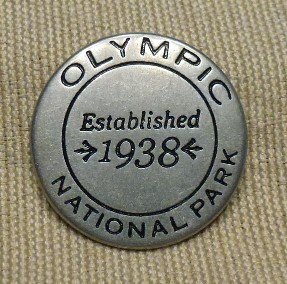 OLYMPIC
Established
→1938←
NATIONAL PARK